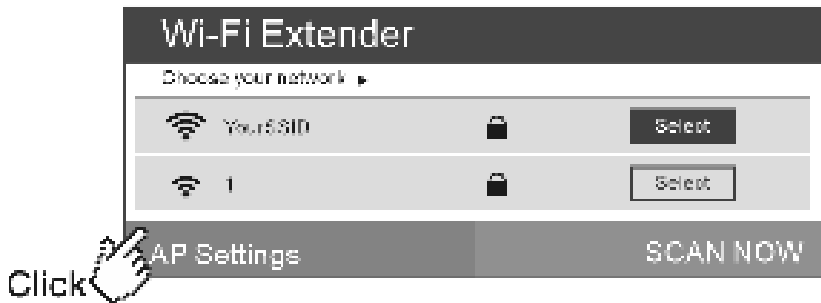 Wi-Fi Extender
Choose your network ▶
YourSSID Select
1 Select
AP Settings SCAN NOW
Click